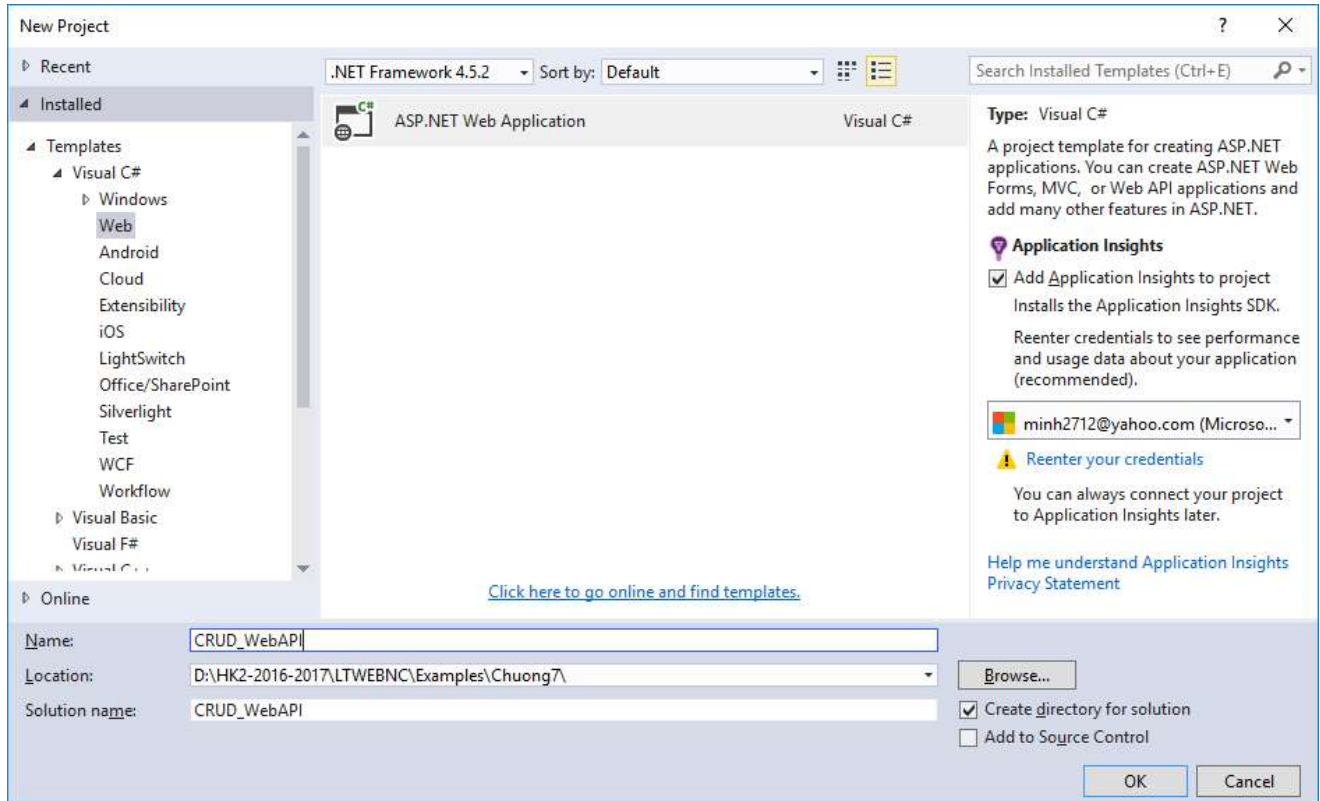 New Project
?
Recent
Installed
Templates
Visual C#
Windows
Web
Android
Cloud
Extensibility
iOS
LightSwitch
Office/SharePoint
Silverlight
Test
WCF
Workflow
Visual Basic
Visual F#
Visual C++
Online
.NET Framework 4.5.2 Sort by: Default
C# ASP.NET Web Application Visual C#
Click here to go online and find templates.
Search Installed Templates (Ctrl+E)
Type: Visual C#
A project template for creating ASP.NET
applications. You can create ASP.NET Web
Forms, MVC, or Web API applications and
add many other features in ASP.NET.
Application Insights
Add Application Insights to project
Installs the Application Insights SDK.
Reenter credentials to see performance
and usage data about your application
(recommended).
minh2712@yahoo.com (Microso...
Reenter your credentials
You can always connect your project
to Application Insights later.
Help me understand Application Insights
Privacy Statement
Name: CRUD_WebAPI
Location: D:\HK2-2016-2017\LTWEBNC\Examples\Chuong7\ Browse...
Solution name: CRUD_WebAPI
Create directory for solution
Add to Source Control
OK Cancel